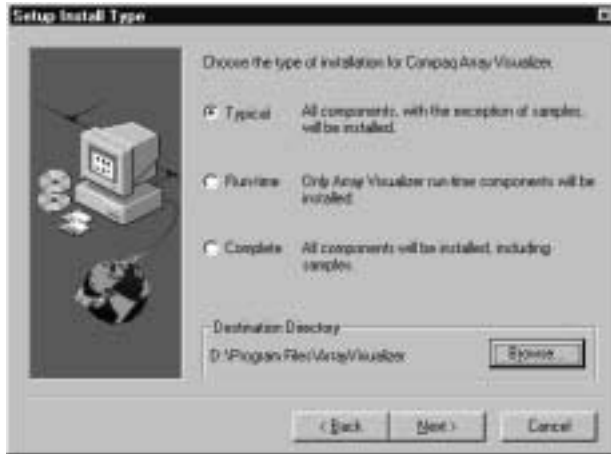 Setup Install Type
Choose the type of installation for Compaq Array Visualizer.
Typical All components, with the exception of samples,
will be installed.
Run-time Only Array Visualizer run-time components will be
installed.
Complete All components will be installed, including
samples.
Destination Directory
D:\Program Files\ArrayVisualizer
Browse...
< Back
Next >
Cancel